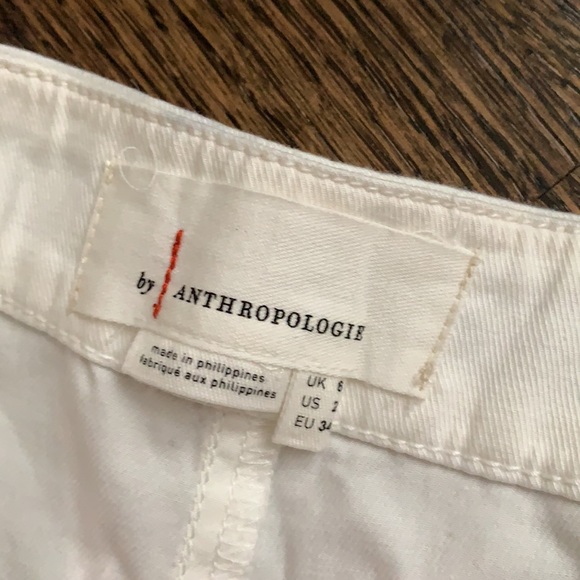 by ANTHROPOLOGIE
made in philippines
fabriqué aux philippines
UK 6
US 2
EU 34